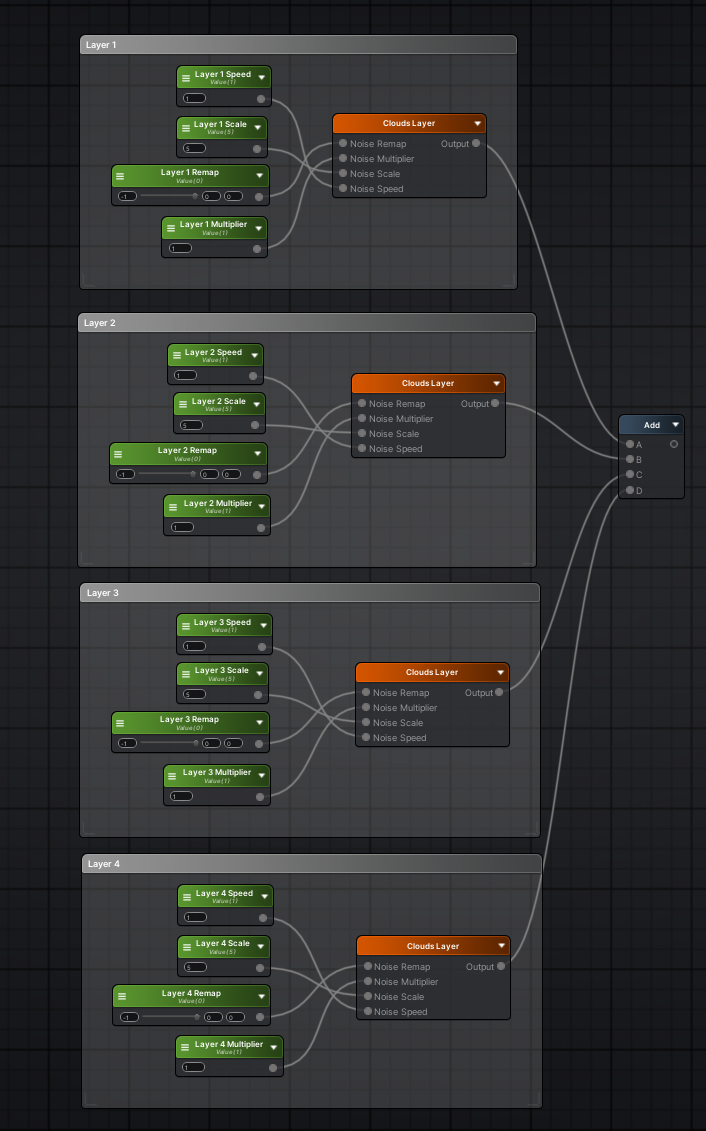 Layer 1
Layer 1 Speed
Value(1)
1
Layer 1 Scale
Value(5)
5
Layer 1 Remap
Value(0)
-1 0 0
Layer 1 Multiplier
Value(1)
1
Clouds Layer
Noise Remap Output
Noise Multiplier
Noise Scale
Noise Speed
Layer 2
Layer 2 Speed
Value(1)
1
Layer 2 Scale
Value(5)
5
Layer 2 Remap
Value(0)
-1 0 0
Layer 2 Multiplier
Value(1)
1
Clouds Layer
Noise Remap Output
Noise Multiplier
Noise Scale
Noise Speed
Add
A
B
C
D
Layer 3
Layer 3 Speed
Value(1)
1
Layer 3 Scale
Value(5)
5
Layer 3 Remap
Value(0)
-1 0 0
Layer 3 Multiplier
Value(1)
1
Clouds Layer
Noise Remap Output
Noise Multiplier
Noise Scale
Noise Speed
Layer 4
Layer 4 Speed
Value(1)
1
Layer 4 Scale
Value(5)
5
Layer 4 Remap
Value(0)
-1 0 0
Layer 4 Multiplier
Value(1)
1
Clouds Layer
Noise Remap Output
Noise Multiplier
Noise Scale
Noise Speed